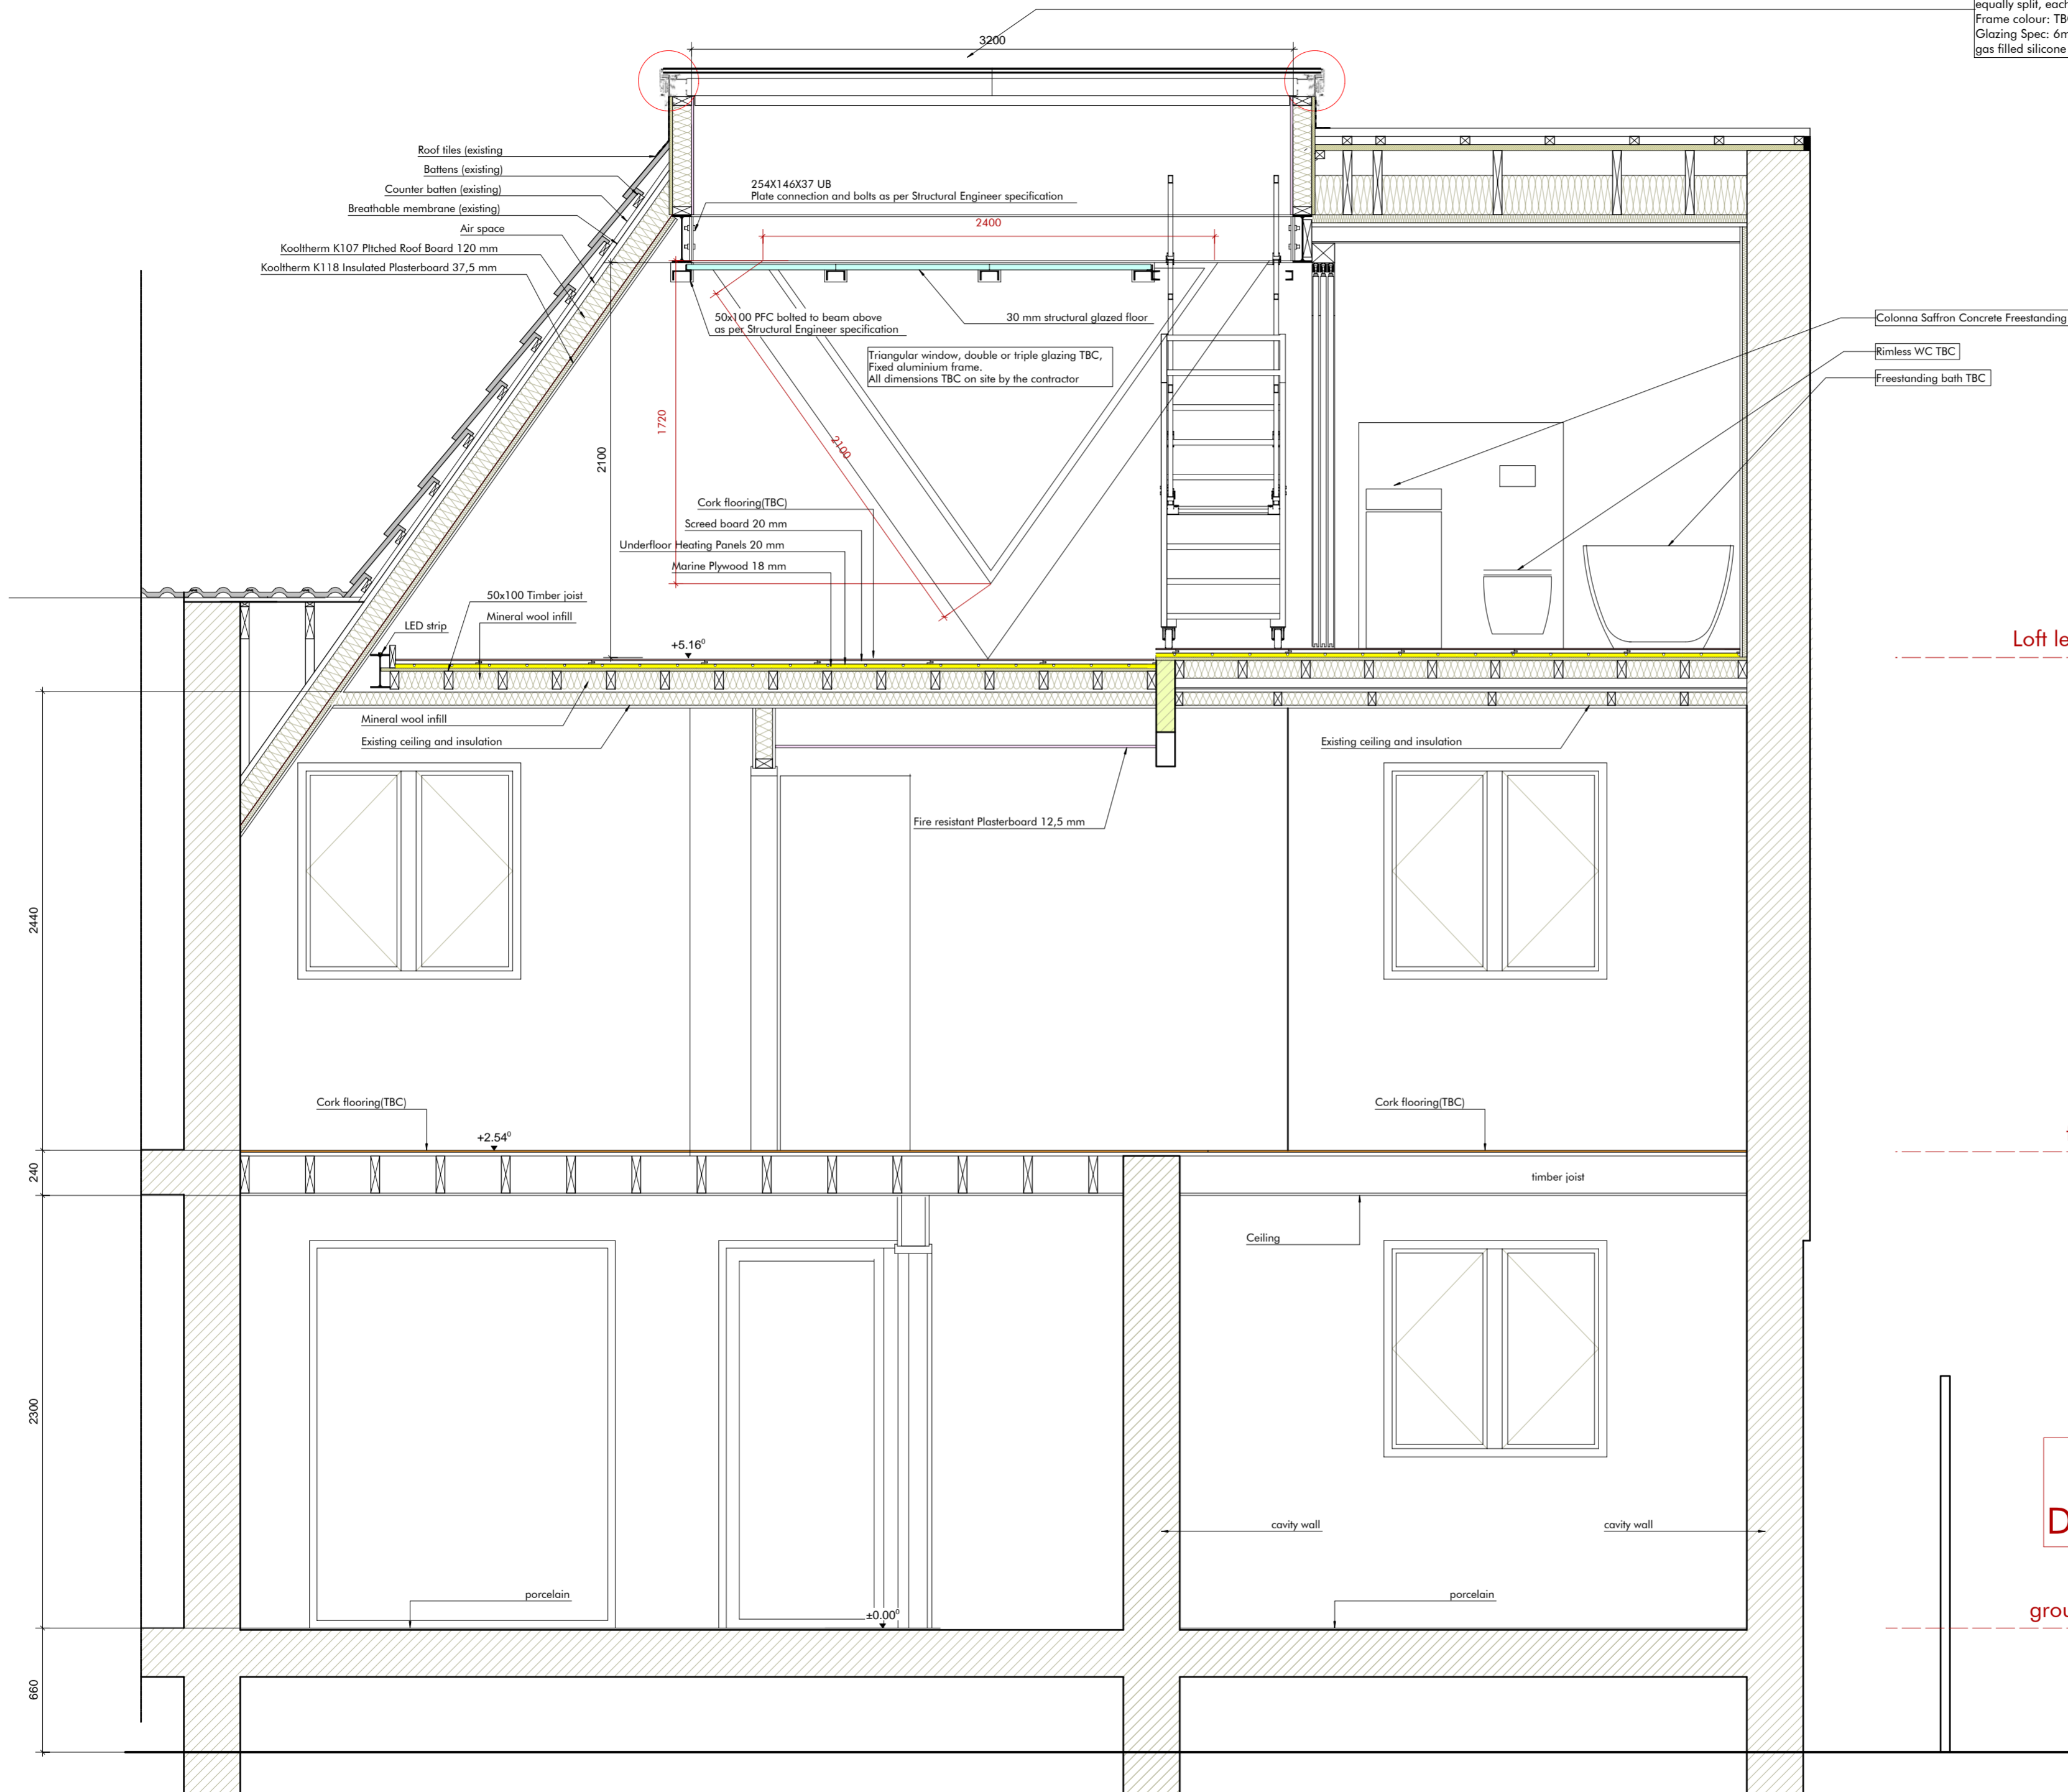 equally split, each
Frame colour: TB
Glazing Spec: 6m
gas filled silicone
3200
Roof tiles (existing
Battens (existing)
Counter batten (existing)
Breathable membrane (existing)
Air space
Kooltherm K107 PItched Roof Board 120 mm
Kooltherm K118 Insulated Plasterboard 37,5 mm
254X146X37 UB
Plate connection and bolts as per Structural Engineer specification
2400
50x100 PFC bolted to beam above
as per Structural Engineer specification
30 mm structural glazed floor
Triangular window, double or triple glazing TBC,
Fixed aluminium frame.
All dimensions TBC on site by the contractor
Colonna Saffron Concrete Freestanding
Rimless WC TBC
Freestanding bath TBC
1720
2100
2100
Cork flooring(TBC)
Screed board 20 mm
Underfloor Heating Panels 20 mm
Marine Plywood 18 mm
50x100 Timber joist
Mineral wool infill
LED strip
+5.16⁰
Loft le
Mineral wool infill
Existing ceiling and insulation
Existing ceiling and insulation
Fire resistant Plasterboard 12,5 mm
2440
Cork flooring(TBC)
Cork flooring(TBC)
+2.54⁰
240
timber joist
Ceiling
2300
cavity wall
cavity wall
D
porcelain
porcelain
±0.00⁰
grou
660